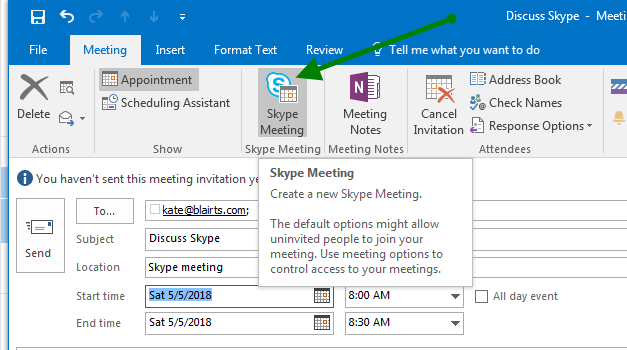 Discuss Skype - Meeti
File Meeting Insert Format Text Review Tell me what you want to do
Delete
Actions
Appointment
Scheduling Assistant
Show
Skype
Meeting
Skype Meeting
Meeting
Notes
Meeting Notes
Cancel
Invitation
Address Book
Check Names
Response Options
Attendees
You haven't sent this meeting invitation ye
Skype Meeting
Create a new Skype Meeting.
The default options might allow
uninvited people to join your
meeting. Use meeting options to
control access to your meetings.
Send
To... kate@blairts.com;
Subject Discuss Skype
Location Skype meeting
Start time Sat 5/5/2018 8:00 AM All day event
End time Sat 5/5/2018 8:30 AM